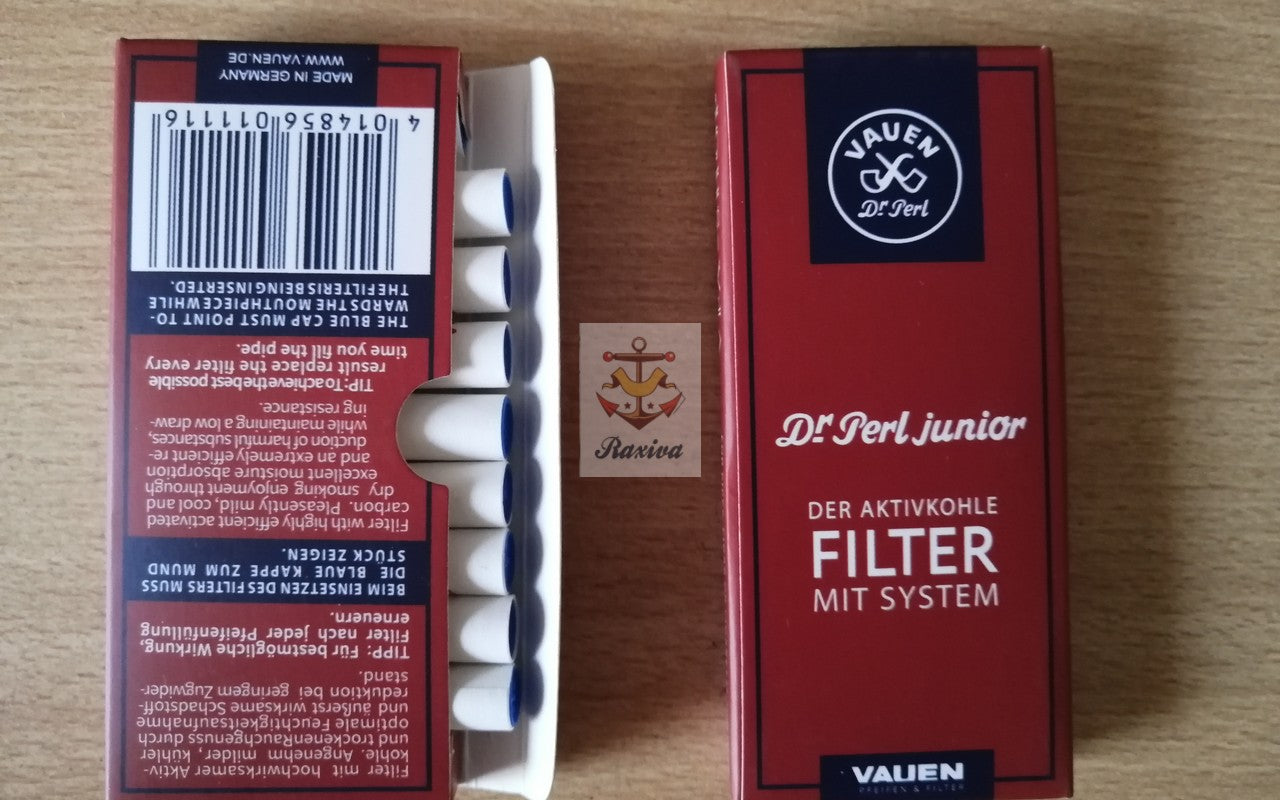 MADE IN GERMANY
WWW.VAUEN.DE
4 014856 011116
THE BLUE CAP MUST POINT TO-
WARDS THE MOUTHPIECE WHILE
THE FILTER IS BEING INSERTED.
TIP: To achieve the best possible
result replace the filter every
time you fill the pipe.
Filter with highly efficient activated
carbon. Pleasently mild, cool and
dry smoking enjoyment through
excellent moisture absorption
and an extremely efficient re-
duction of harmful substances,
while maintaining a low draw-
ing resistance.
BEIM EINSETZEN DES FILTERS MUSS
DIE BLAUE KAPPE ZUM MUND
STÜCK ZEIGEN.
TIPP: Für bestmögliche Wirkung,
Filter nach jeder Pfeifenfüllung
erneuern.
Filter mit hochwirksamer Aktiv-
kohle. Angenehm milder, kühler
und trockenen Rauchgenuss durch
optimale Feuchtigkeitsaufnahme
und äußerst wirksame Schadstoff-
reduktion bei geringem Zugwider-
stand.
Raxiva
VAUEN
Dr Perl
Dr Perl junior
DER AKTIVKOHLE
FILTER
MIT SYSTEM
VAUEN
PFEIFEN & FILTER